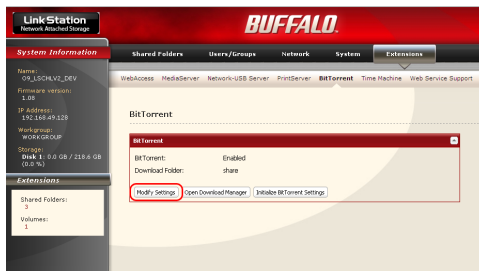 LinkStation
Network Attached Storage
BUFFALO.
System Information
Shared Folders Users/Groups Network System Extensions
WebAccess MediaServer Network-USB Server PrintServer BitTorrent Time Machine Web Service Support
Name:
09_LSCHLV2_DEV
Firmware version:
1.08
IP Address:
192.168.49.128
Workgroup:
WORKGROUP
Storage:
Disk 1: 0.0 GB / 218.6 GB
(0.0 %)
Extensions
Shared Folders:
3
Volumes:
1
BitTorrent
BitTorrent
BitTorrent: Enabled
Download Folder: share
Modify Settings Open Download Manager Initialize BitTorrent Settings